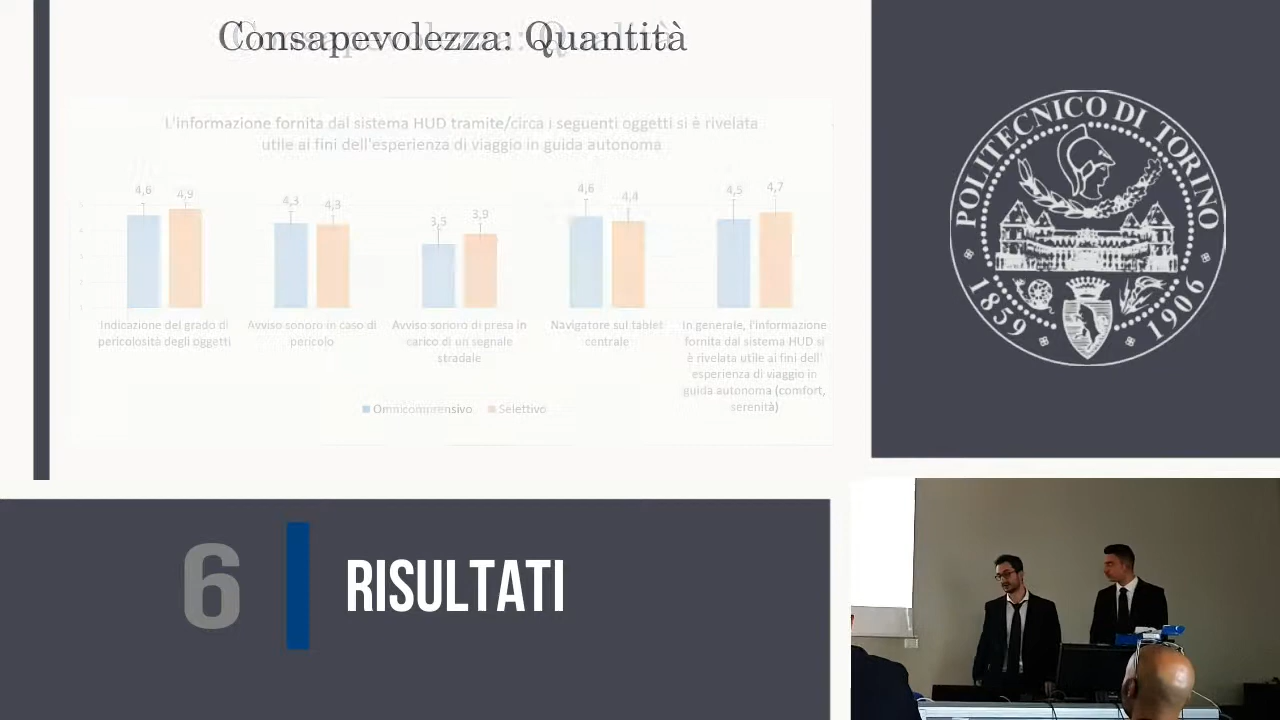 Consapevolezza: Quantità
L'informazione fornita dal sistema HUD tramite/circa i seguenti oggetti si è rivelata
utile ai fini dell'esperienza di viaggio in guida autonoma
4,6 4,9 4,3 4,3 3,5 3,9 4,6 4,4 4,5 4,7
Indicazione del grado di
pericolosità degli oggetti
Avviso sonoro in caso di
pericolo
Avviso sonoro di presa in
carico di un segnale
stradale
Navigatore sul tablet
centrale
In generale, l'informazione
fornita dal sistema HUD si
è rivelata utile ai fini dell'
esperienza di viaggio in
guida autonoma (comfort,
serenità)
Omnicomprensivo Selettivo
POLITECNICO DI TORINO
1859 1906
6 RISULTATI